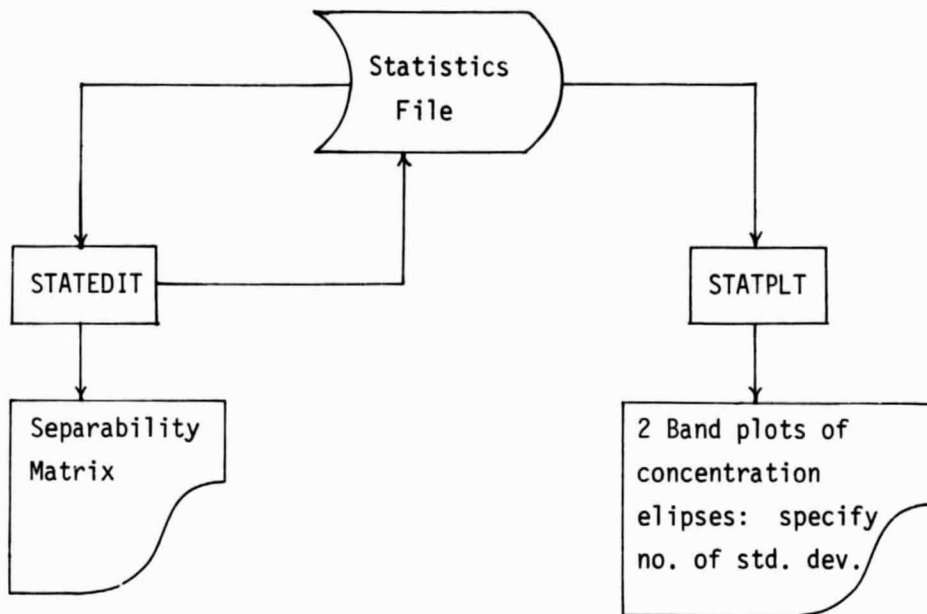 Statistics
File
STATEDIT
STATPLT
Separability
Matrix
2 Band plots of
concentration
elipses: specify
no. of std. dev.